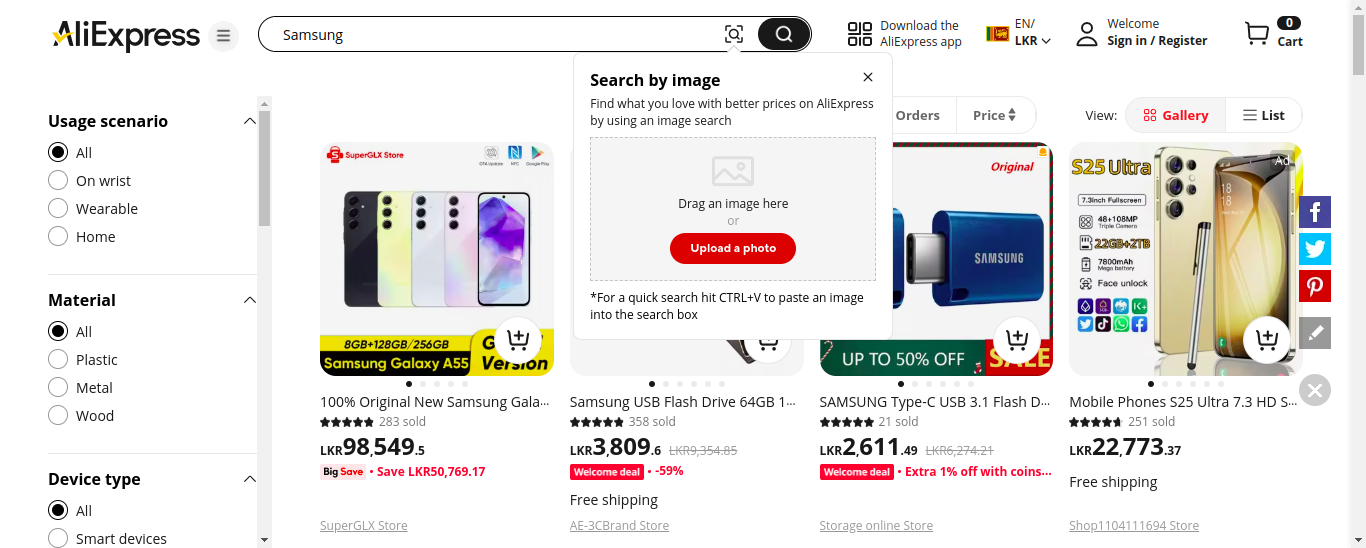 AliExpress
Samsung
Download the
AliExpress app
EN/
LKR
Welcome
Sign in / Register
0
Cart
Search by image
Find what you love with better prices on AliExpress
by using an image search
Drag an image here
or
Upload a photo
*For a quick search hit CTRL+V to paste an image
into the search box
Usage scenario
All
On wrist
Wearable
Home
Material
All
Plastic
Metal
Wood
Device type
All
Smart devices
Orders
Price
View:
Gallery
List
SuperGLX Store
OTA Update
NFC
Google Play
8GB+128GB/256GB
Samsung Galaxy A55
Version
100% Original New Samsung Gala...
283 sold
LKR98,549.5
Big Save
• Save LKR50,769.17
SuperGLX Store
Samsung USB Flash Drive 64GB 1...
358 sold
LKR3,809.6
LKR9,354.85
Welcome deal
• -59%
Free shipping
AE-3CBrand Store
Original
SAMSUNG
UP TO 50% OFF
SALE
SAMSUNG Type-C USB 3.1 Flash D...
21 sold
LKR2,611.49
LKR6,274.21
Welcome deal
• Extra 1% off with coins...
Storage online Store
S25 Ultra
Ad
7.3inch Fullscreen
48+108MP
Triple Camera
22GB+2TB
7800mAh
Mega battery
Face unlock
18
18
Mobile Phones S25 Ultra 7.3 HD S...
251 sold
LKR22,773.37
Free shipping
Shop1104111694 Store